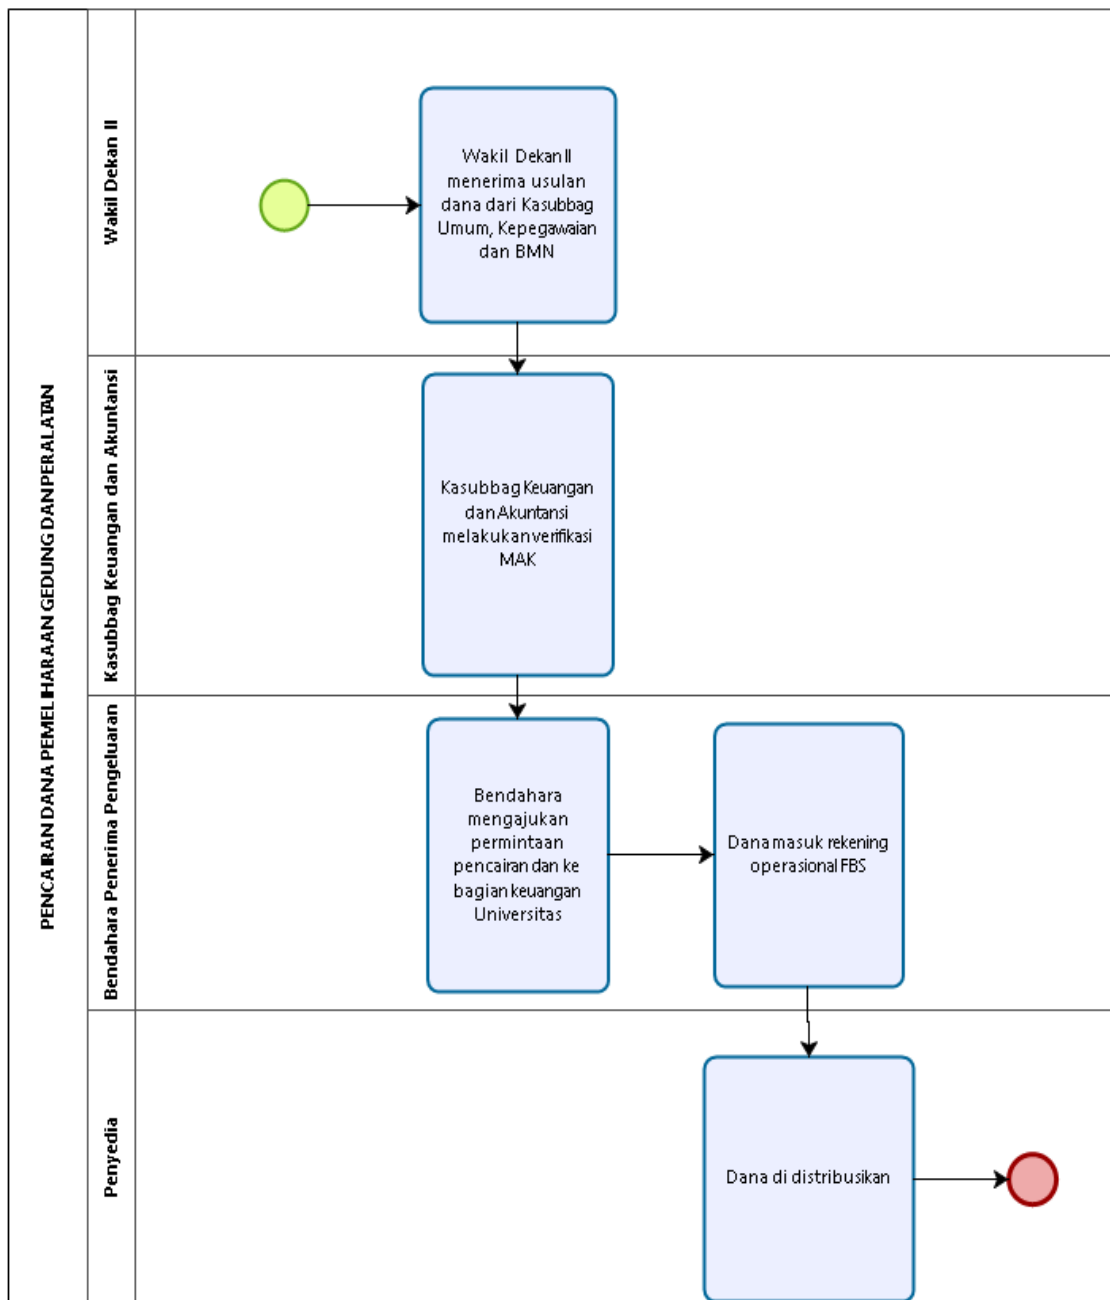 PENCAIRAN DANA PEMELIHARAAN GEDUNG DAN PERALATAN
Wakil Dekan II
Wakil Dekan II
menerima usulan
dana dari Kasubbag
Umum, Kepegawaian
dan BMN
Kasubbag Keuangan dan Akuntansi
Kasubbag Keuangan
dan Akuntansi
melakukan verifikasi
MAK
Bendahara Penerima Pengeluaran
Bendahara
mengajukan
permintaan
pencairan dan ke
bagian keuangan
Universitas
Dana masuk rekening
operasional FBS
Penyedia
Dana di distribusikan